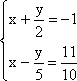 { x + y/2 = −1
x − y/5 = 11/10